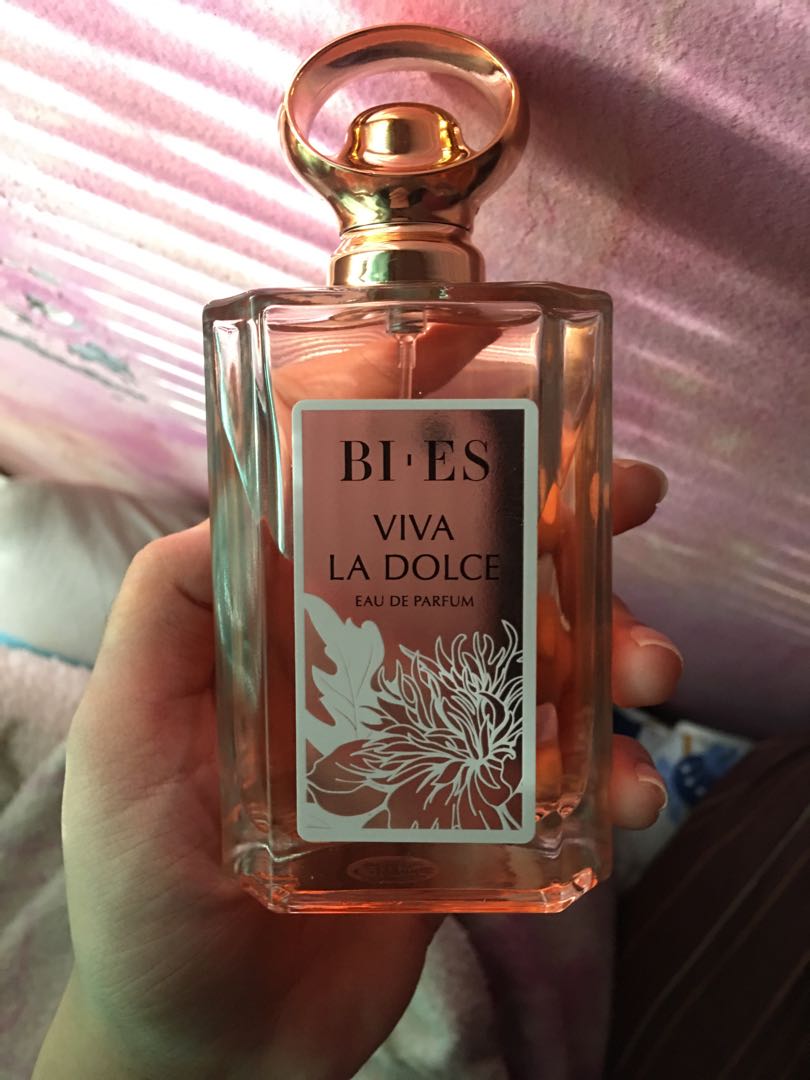 BI·ES
VIVA
LA DOLCE
EAU DE PARFUM